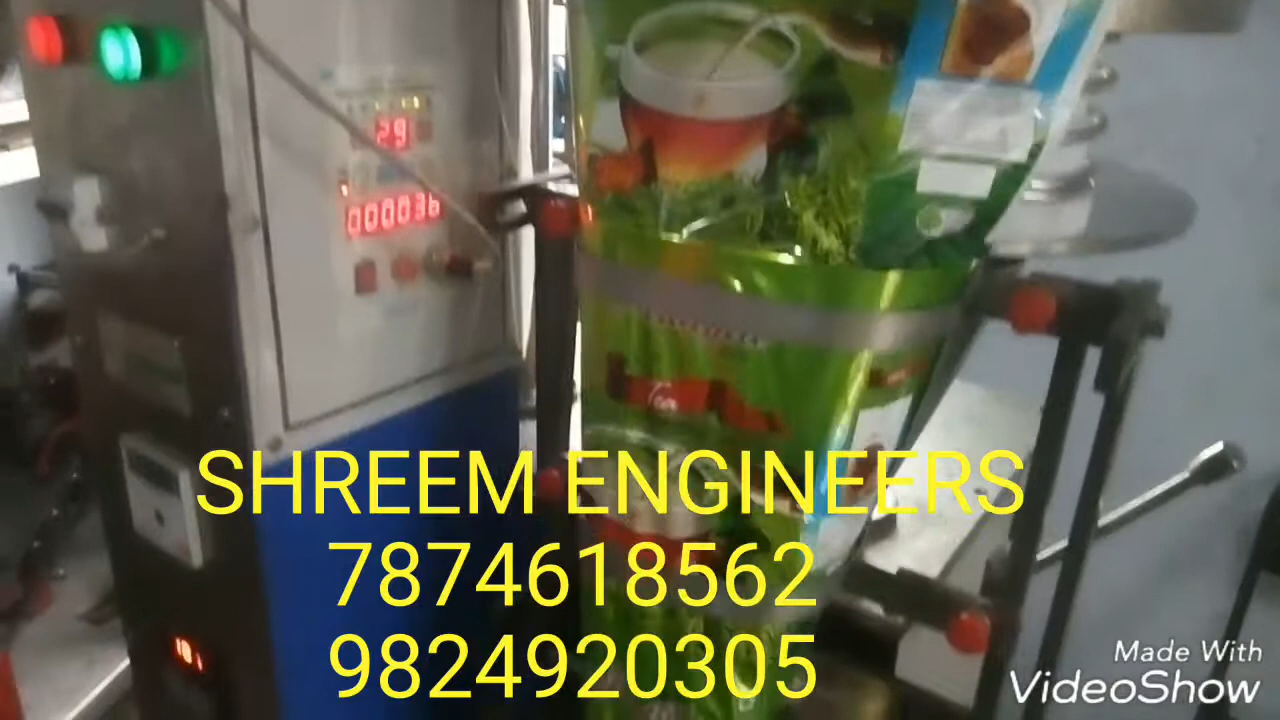 29
000036
SHREEM ENGINEERS
7874618562
9824920305
Made With
VideoShow